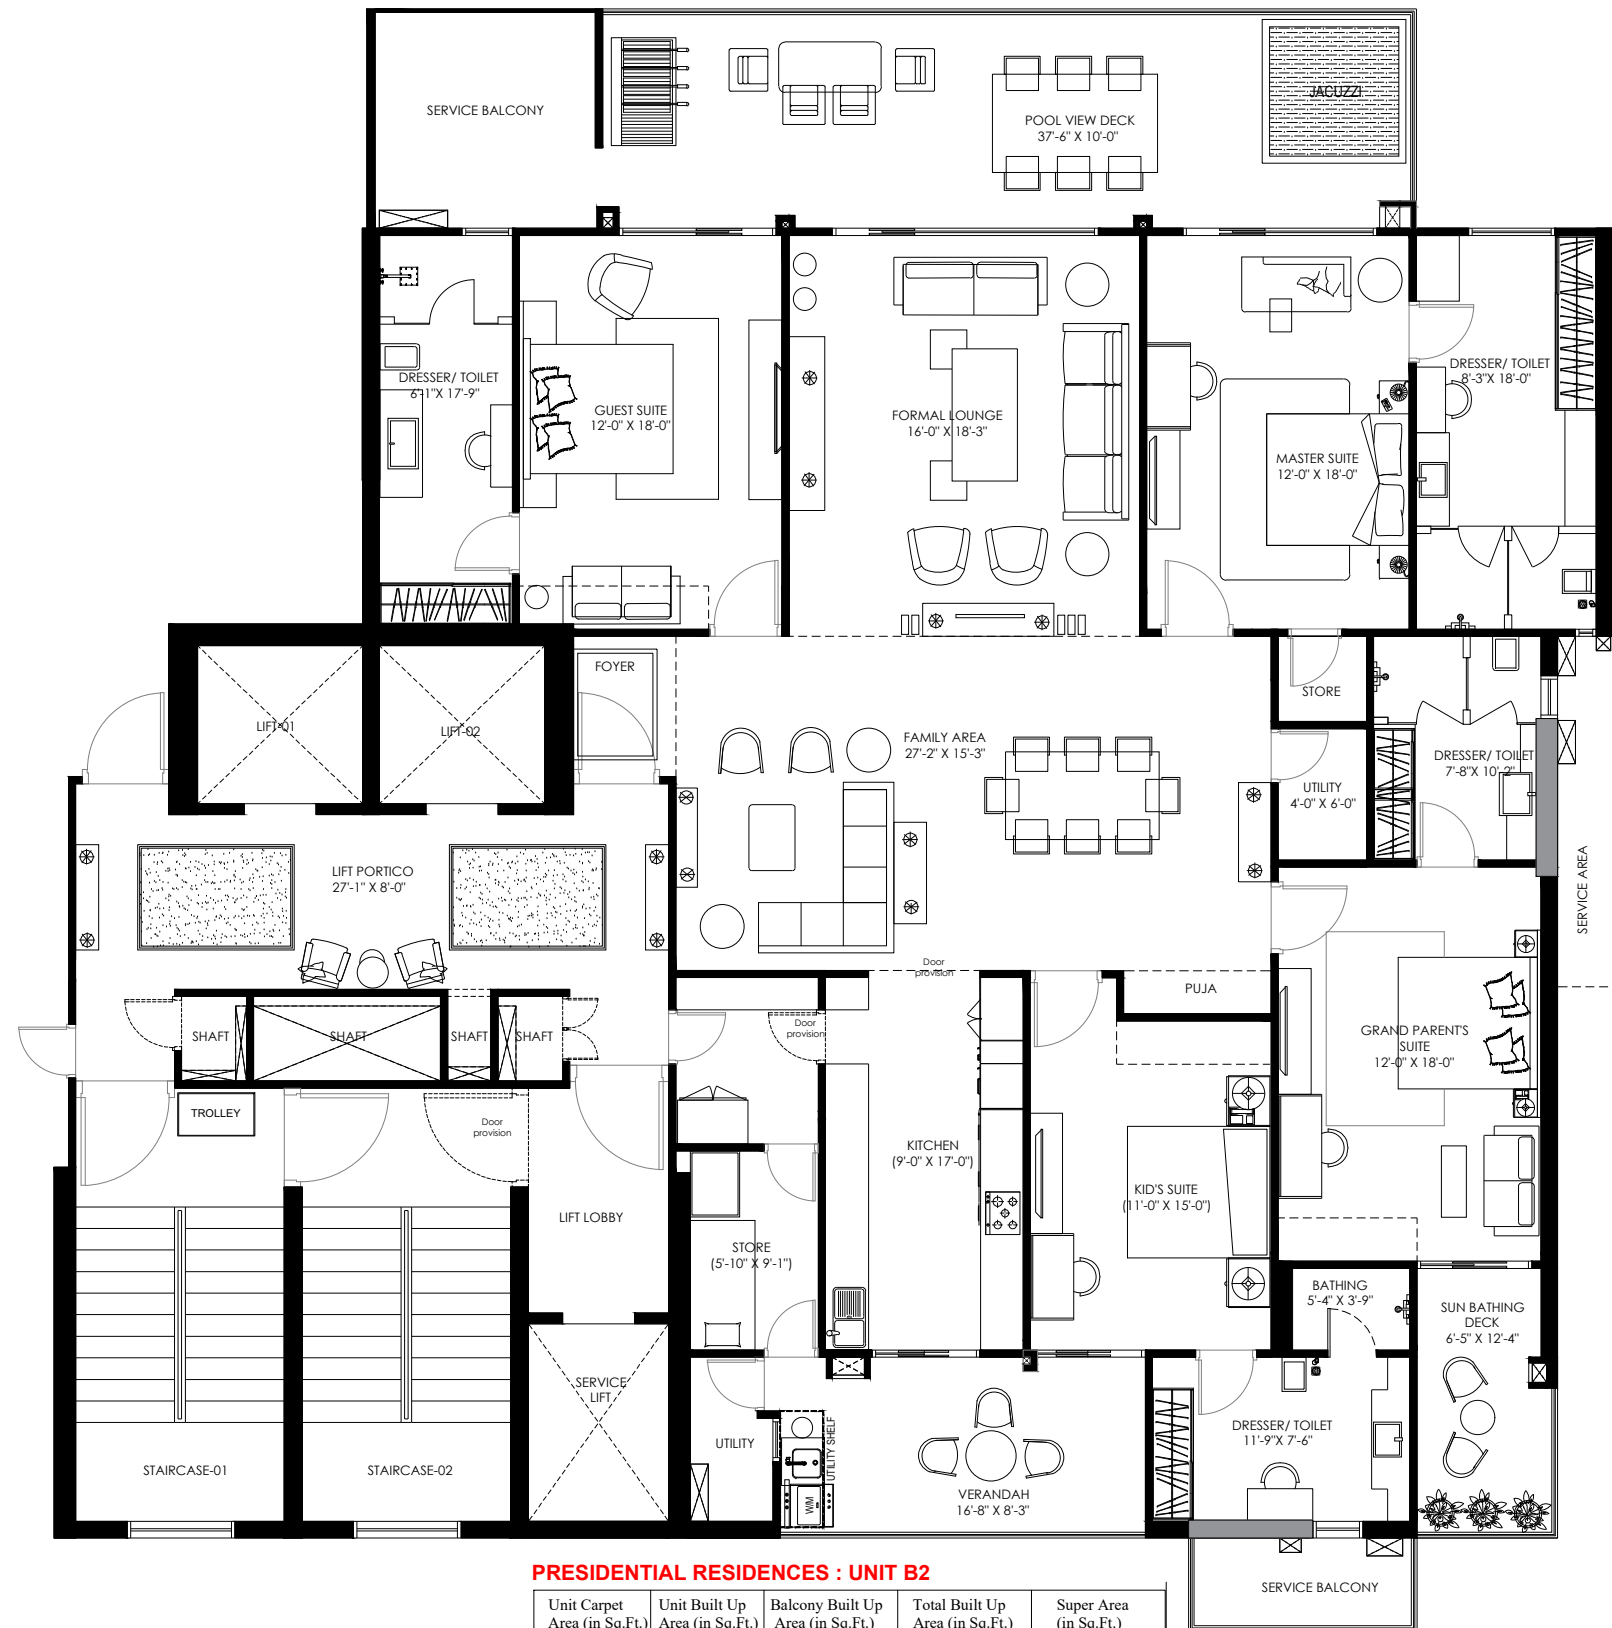 SERVICE BALCONY
JACUZZI
POOL VIEW DECK
37'-6" X 10'-0"
DRESSER/ TOILET
6'-1"X 17'-9"
GUEST SUITE
12'-0" X 18'-0"
FORMAL LOUNGE
16'-0" X 18'-3"
MASTER SUITE
12'-0" X 18'-0"
DRESSER/ TOILET
8'-3"X 18'-0"
FOYER
STORE
LIFT-01
LIFT-02
FAMILY AREA
27'-2" X 15'-3"
DRESSER/ TOILET
7'-8"X 10'-2"
UTILITY
4'-0" X 6'-0"
SERVICE AREA
LIFT PORTICO
27'-1" X 8'-0"
Door
provision
PUJA
SHAFT
SHAFT
SHAFT
SHAFT
Door
provision
GRAND PARENT'S
SUITE
12'-0" X 18'-0"
TROLLEY
Door
provision
KITCHEN
(9'-0" X 17'-0")
KID'S SUITE
(11'-0" X 15'-0")
LIFT LOBBY
STORE
(5'-10" X 9'-1")
BATHING
5'-4" X 3'-9"
SUN BATHING
DECK
6'-5" X 12'-4"
SERVICE
LIFT
DRESSER/ TOILET
11'-9"X 7'-6"
UTILITY
UTILITY SHELF
STAIRCASE-01
STAIRCASE-02
W/M
VERANDAH
16'-8" X 8'-3"
PRESIDENTIAL RESIDENCES : UNIT B2
SERVICE BALCONY
Unit Carpet
Area (in Sq.Ft.)
Unit Built Up
Area (in Sq.Ft.)
Balcony Built Up
Area (in Sq.Ft.)
Total Built Up
Area (in Sq.Ft.)
Super Area
(in Sq.Ft.)